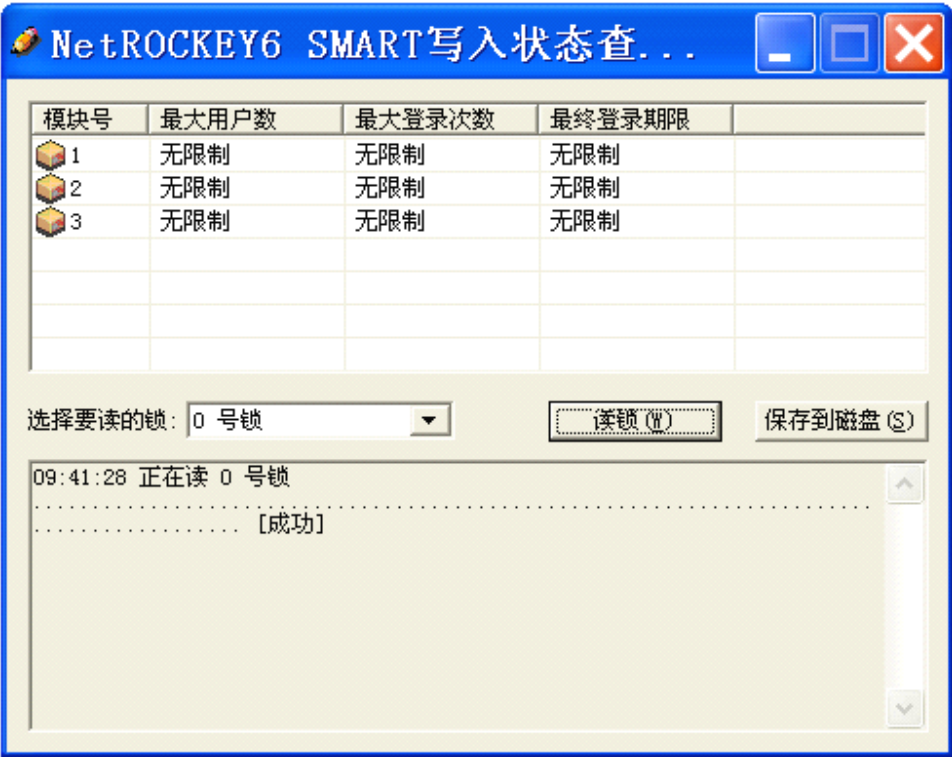 NetROCKEY6 SMART写入状态查...
模块号 最大用户数 最大登录次数 最终登录期限
1 无限制 无限制 无限制
2 无限制 无限制 无限制
3 无限制 无限制 无限制
选择要读的锁: 0 号锁 读锁(W) 保存到磁盘(S)
09:41:28 正在读 0 号锁
.................................................................
.................. [成功]